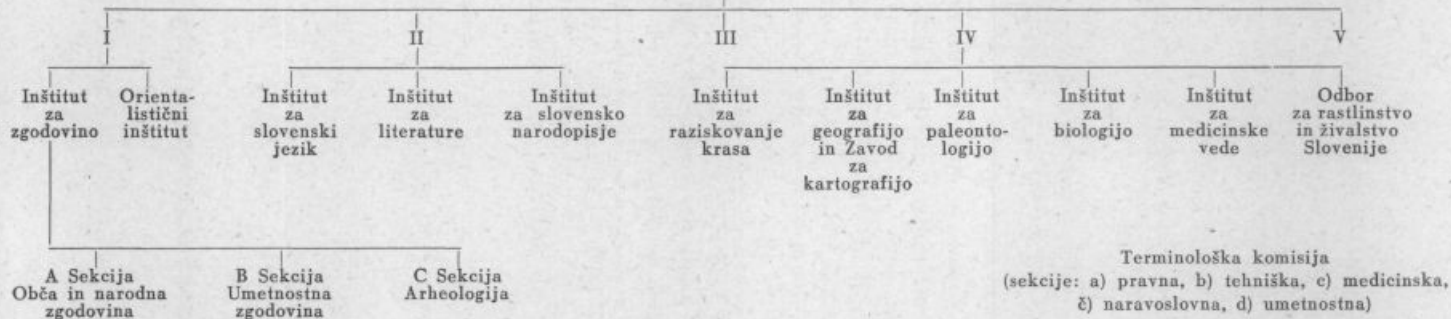 I
II
III
IV
V
Inštitut
za
zgodovino
Orienta-
listični
inštitut
Inštitut
za
slovenski
jezik
Inštitut
za
literature
Inštitut
za slovensko
narodopisje
Inštitut
za
raziskovanje
krasa
Inštitut
za
geografijo
in Zavod
za
kartografijo
Inštitut
za
paleonto-
logijo
Inštitut
za
biologijo
Inštitut
za
medicinske
vede
Odbor
za rastlinstvo
in živalstvo
Slovenije
A Sekcija
Obča in narodna
zgodovina
B Sekcija
Umetnostna
zgodovina
C Sekcija
Arheologija
Terminološka komisija
(sekcije: a) pravna, b) tehniška, c) medicinska,
č) naravoslovna, d) umetnostna)